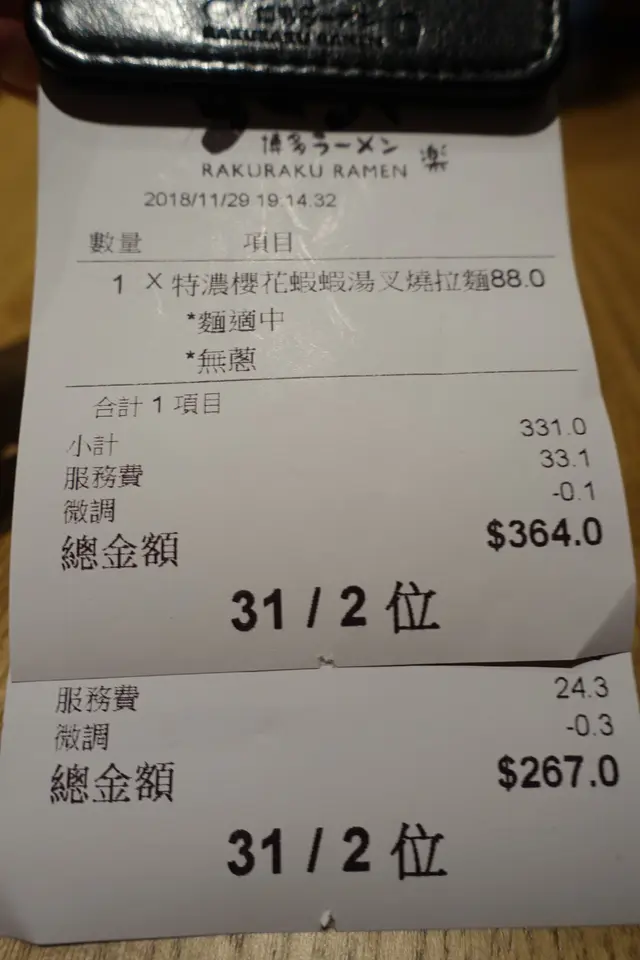 RAKURAKU RAMEN
博多ラーメン 楽
RAKURAKU RAMEN
2018/11/29 19:14.32
數量 項目
1 X 特濃櫻花蝦蝦湯叉燒拉麵88.0
*麵適中
*無蔥
合計 1 項目
小計 331.0
服務費 33.1
微調 -0.1
總金額 $364.0
31 / 2 位
服務費 24.3
微調 -0.3
總金額 $267.0
31 / 2 位